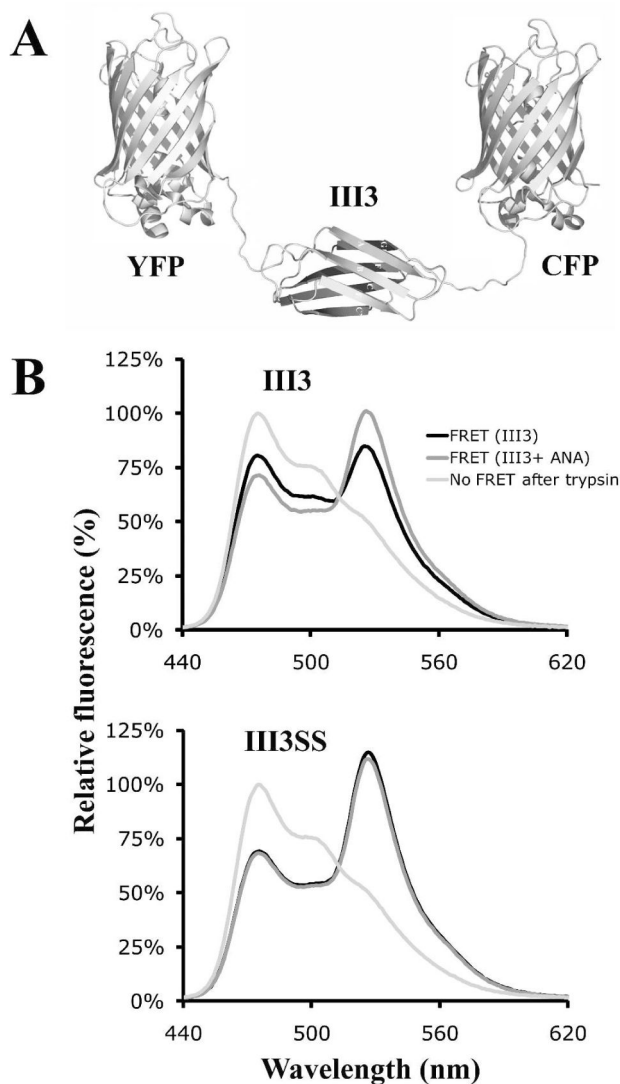 A
III3
YFP
CFP
B
Relative fluorescence (%)
III3
125%
100%
75%
50%
25%
0%
440
500
560
620
FRET (III3)
FRET (III3+ ANA)
No FRET after trypsin
III3SS
125%
100%
75%
50%
25%
0%
440
500
560
620
Wavelength (nm)